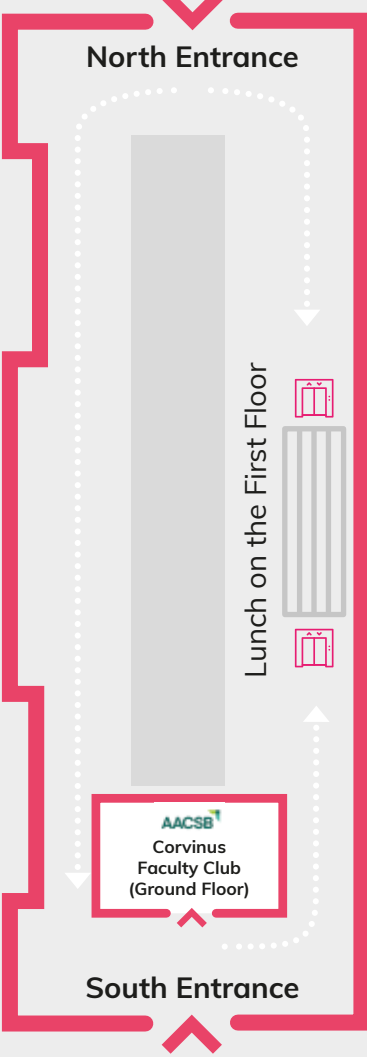 North Entrance
Lunch on the First Floor
AACSB
Corvinus
Faculty Club
(Ground Floor)
South Entrance